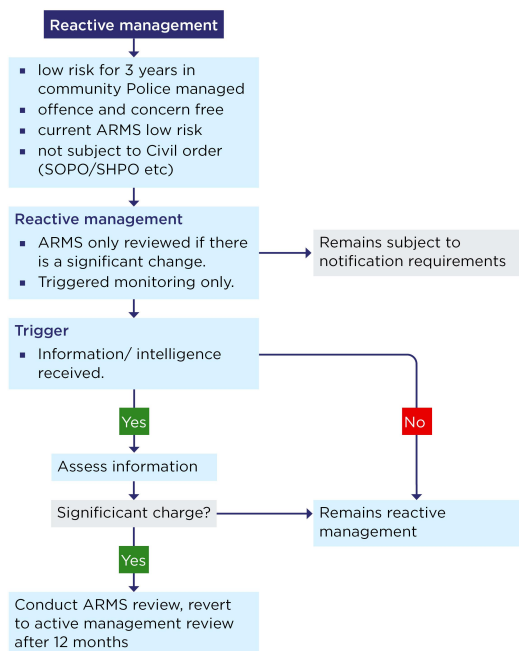 Reactive management
▪ low risk for 3 years in
community Police managed
▪ offence and concern free
▪ current ARMS low risk
▪ not subject to Civil order
(SOPO/SHPO etc)
Reactive management
▪ ARMS only reviewed if there
is a significant change.
▪ Triggered monitoring only.
Remains subject to
notification requirements
Trigger
▪ Information/ intelligence
received.
Yes
No
Assess information
Significicant charge?
Remains reactive
management
Yes
Conduct ARMS review, revert
to active management review
after 12 months